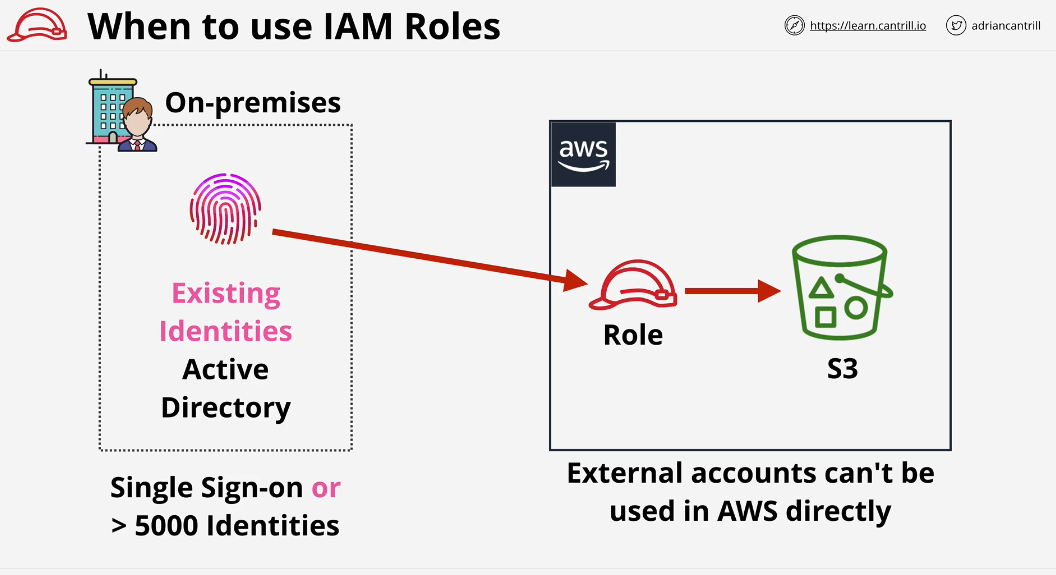 When to use IAM Roles
https://learn.cantrill.io
adriancantrill
On-premises
aws
Existing
Identities
Active
Directory
Role
S3
Single Sign-on or
> 5000 Identities
External accounts can't be
used in AWS directly